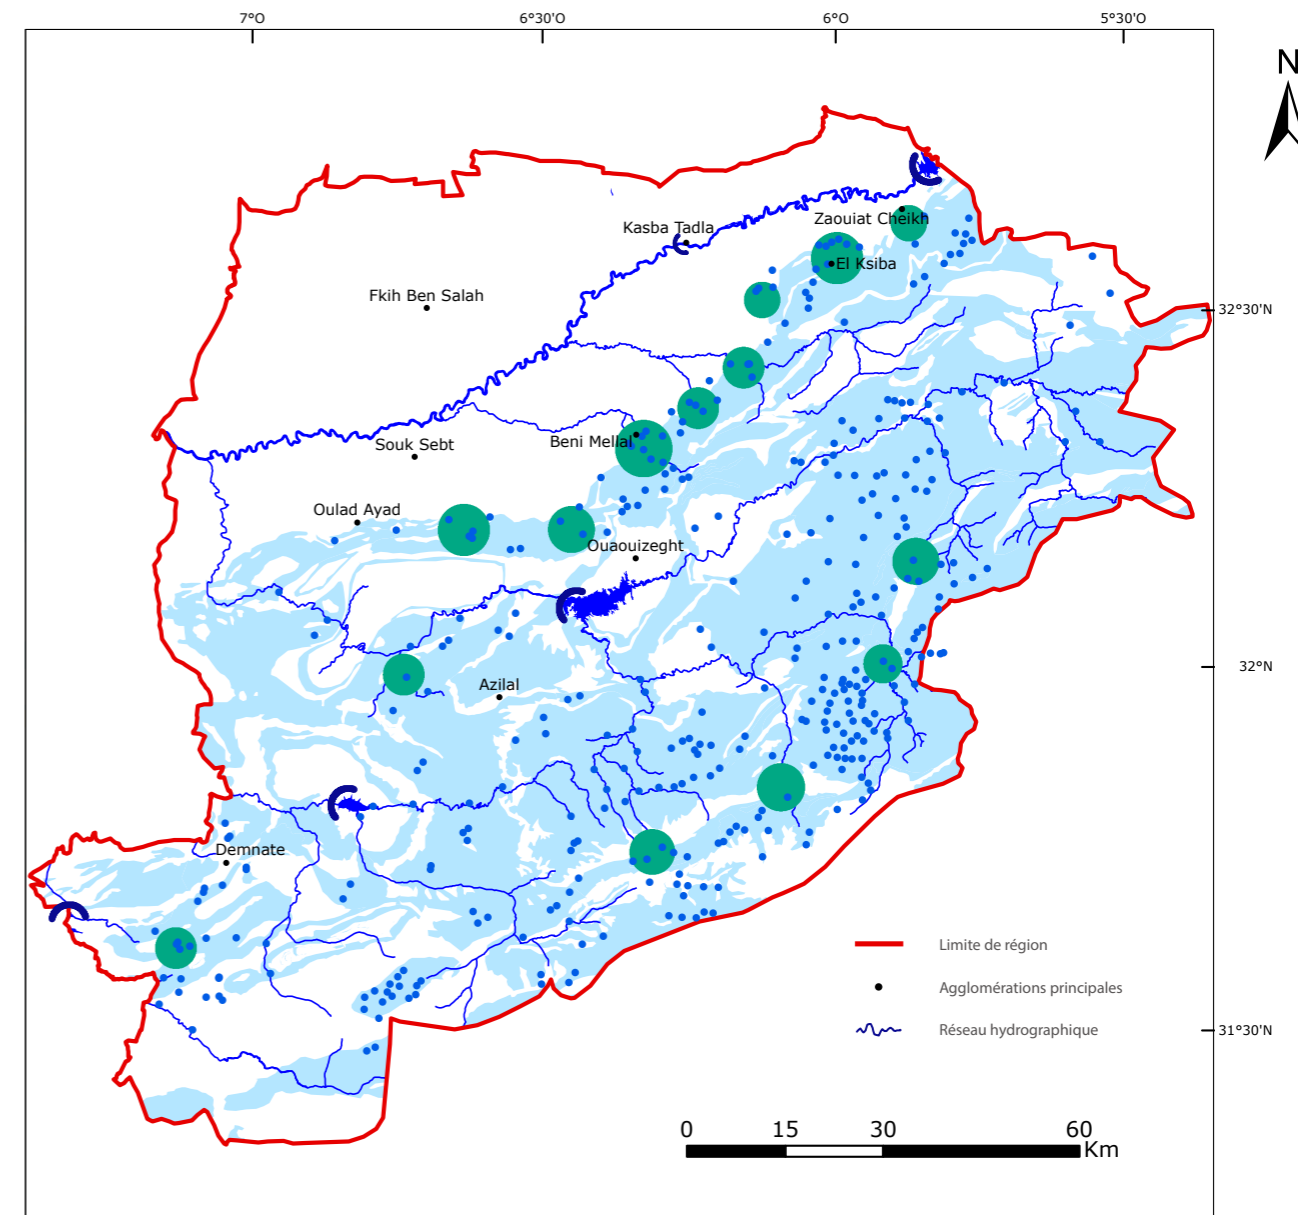 7°O
6°30'O
6°O
5°30'O
N
Zaouiat Cheikh
Kasba Tadla
El Ksiba
Fkih Ben Salah
32°30'N
Beni Mellal
Souk Sebt
Oulad Ayad
Ouaouizeght
32°N
Azilal
Demnate
Limite de région
Agglomérations principales
Réseau hydrographique
31°30'N
0 15 30 60
Km